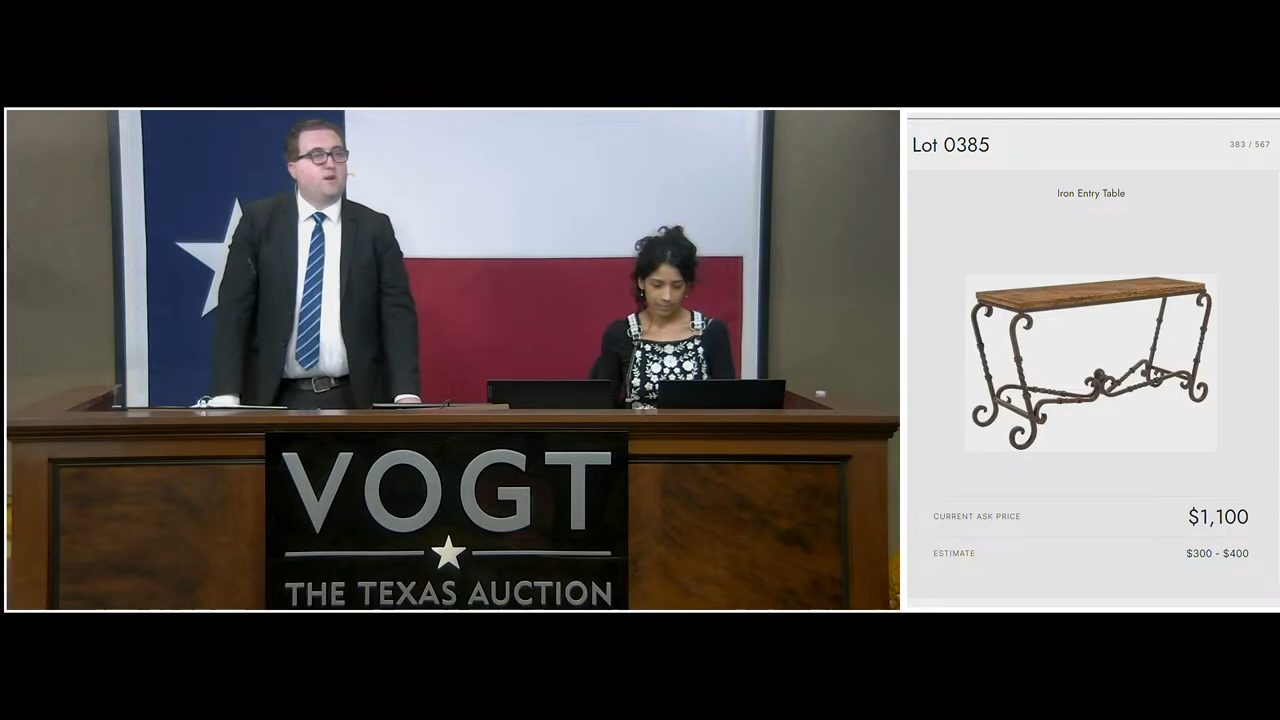 VOGT
THE TEXAS AUCTION
Lot 0385
383 / 567
Iron Entry Table
CURRENT ASK PRICE
$1,100
ESTIMATE
$300 - $400